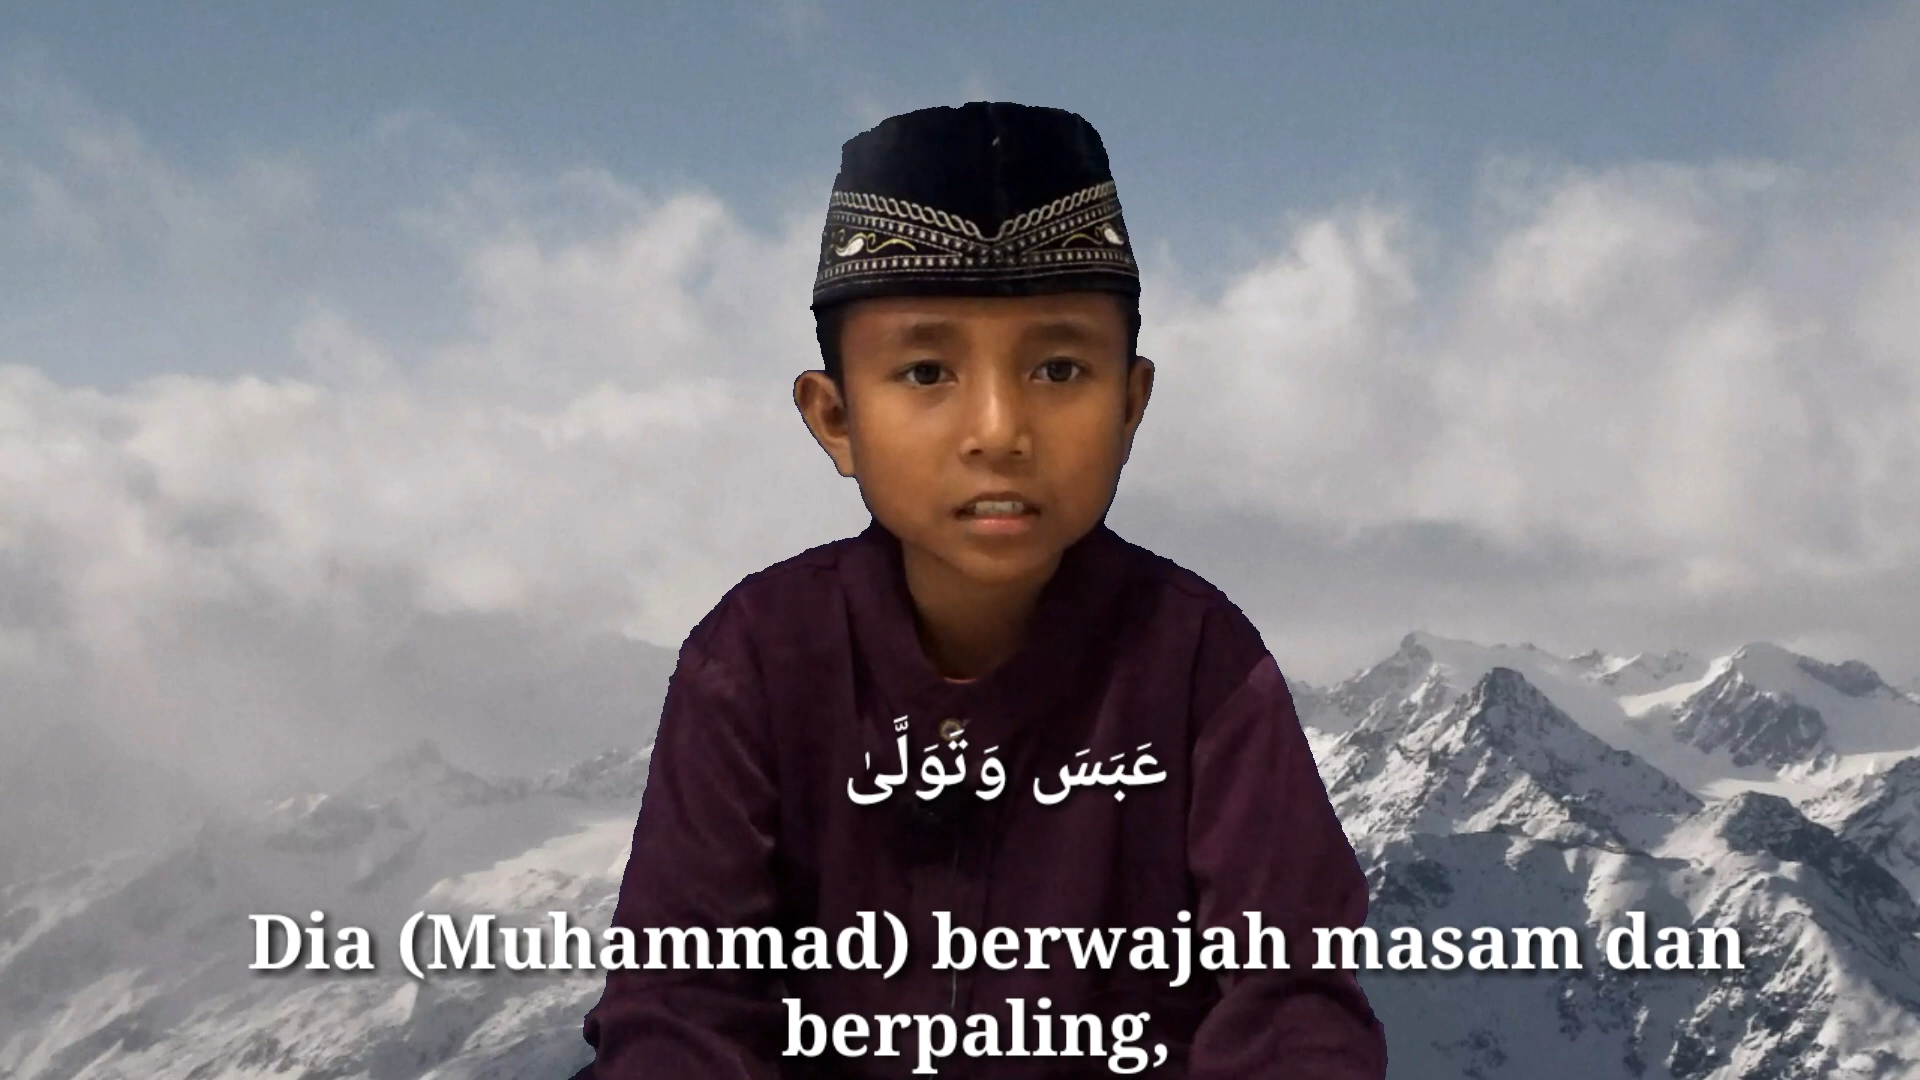 عَبَسَ وَتَوَلَّىٰ
Dia (Muhammad) berwajah masam dan
berpaling,